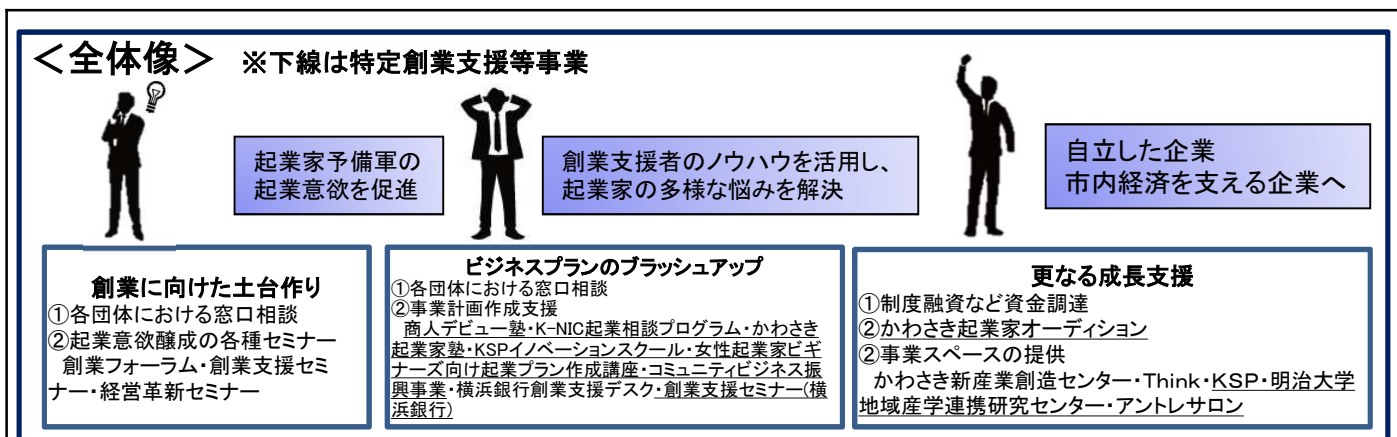 ＜全体像＞ ※下線は特定創業支援等事業
起業家予備軍の
起業意欲を促進
創業支援者のノウハウを活用し、
起業家の多様な悩みを解決
自立した企業
市内経済を支える企業へ
創業に向けた土台作り
①各団体における窓口相談
②起業意欲醸成の各種セミナー
創業フォーラム・創業支援セミ
ナー・経営革新セミナー
ビジネスプランのブラッシュアップ
①各団体における窓口相談
②事業計画作成支援
商人デビュー塾・K-NIC起業相談プログラム・かわさき
起業家塾・KSPイノベーションスクール・女性起業家ビギ
ナーズ向け起業プラン作成講座・コミュニティビジネス振
興事業・横浜銀行創業支援デスク・創業支援セミナー(横
浜銀行)
更なる成長支援
①制度融資など資金調達
②かわさき起業家オーディション
②事業スペースの提供
かわさき新産業創造センター・Think・KSP・明治大学
地域産学連携研究センター・アントレサロン